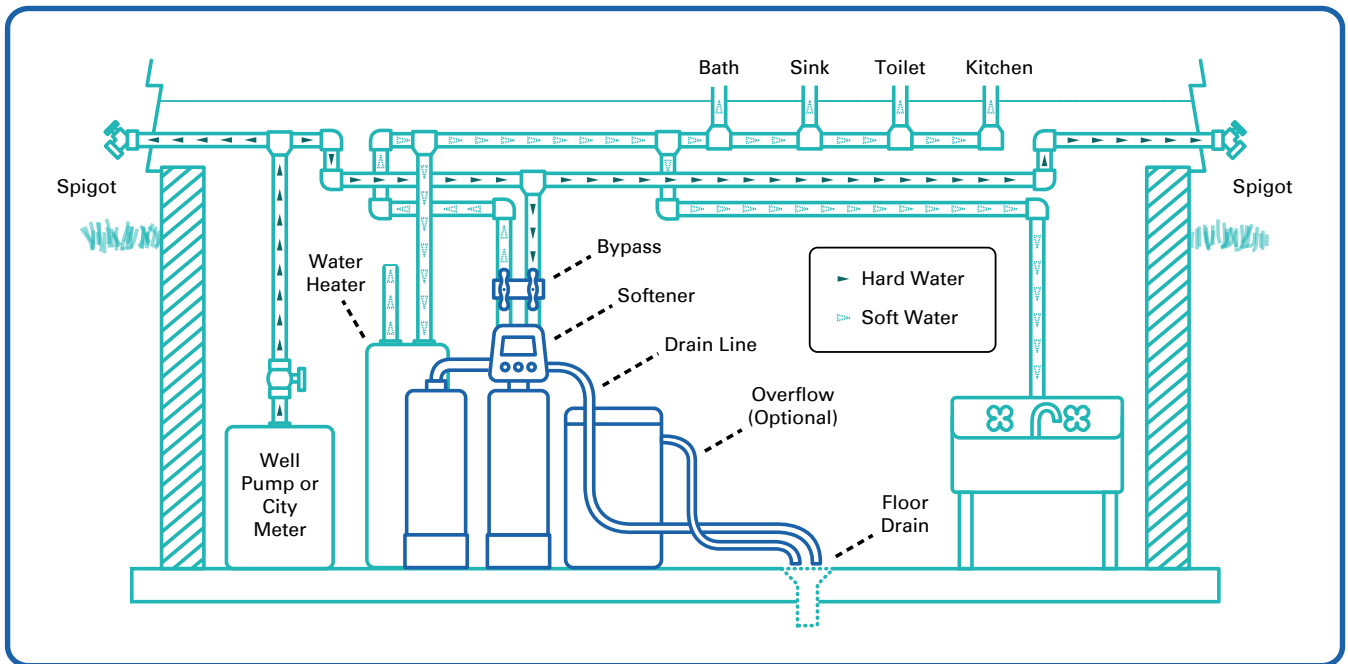 Bath
Sink
Toilet
Kitchen
Spigot
Spigot
Bypass
Water
Heater
Softener
Hard Water
Soft Water
Drain Line
Overflow
(Optional)
Well
Pump or
City
Meter
Floor
Drain